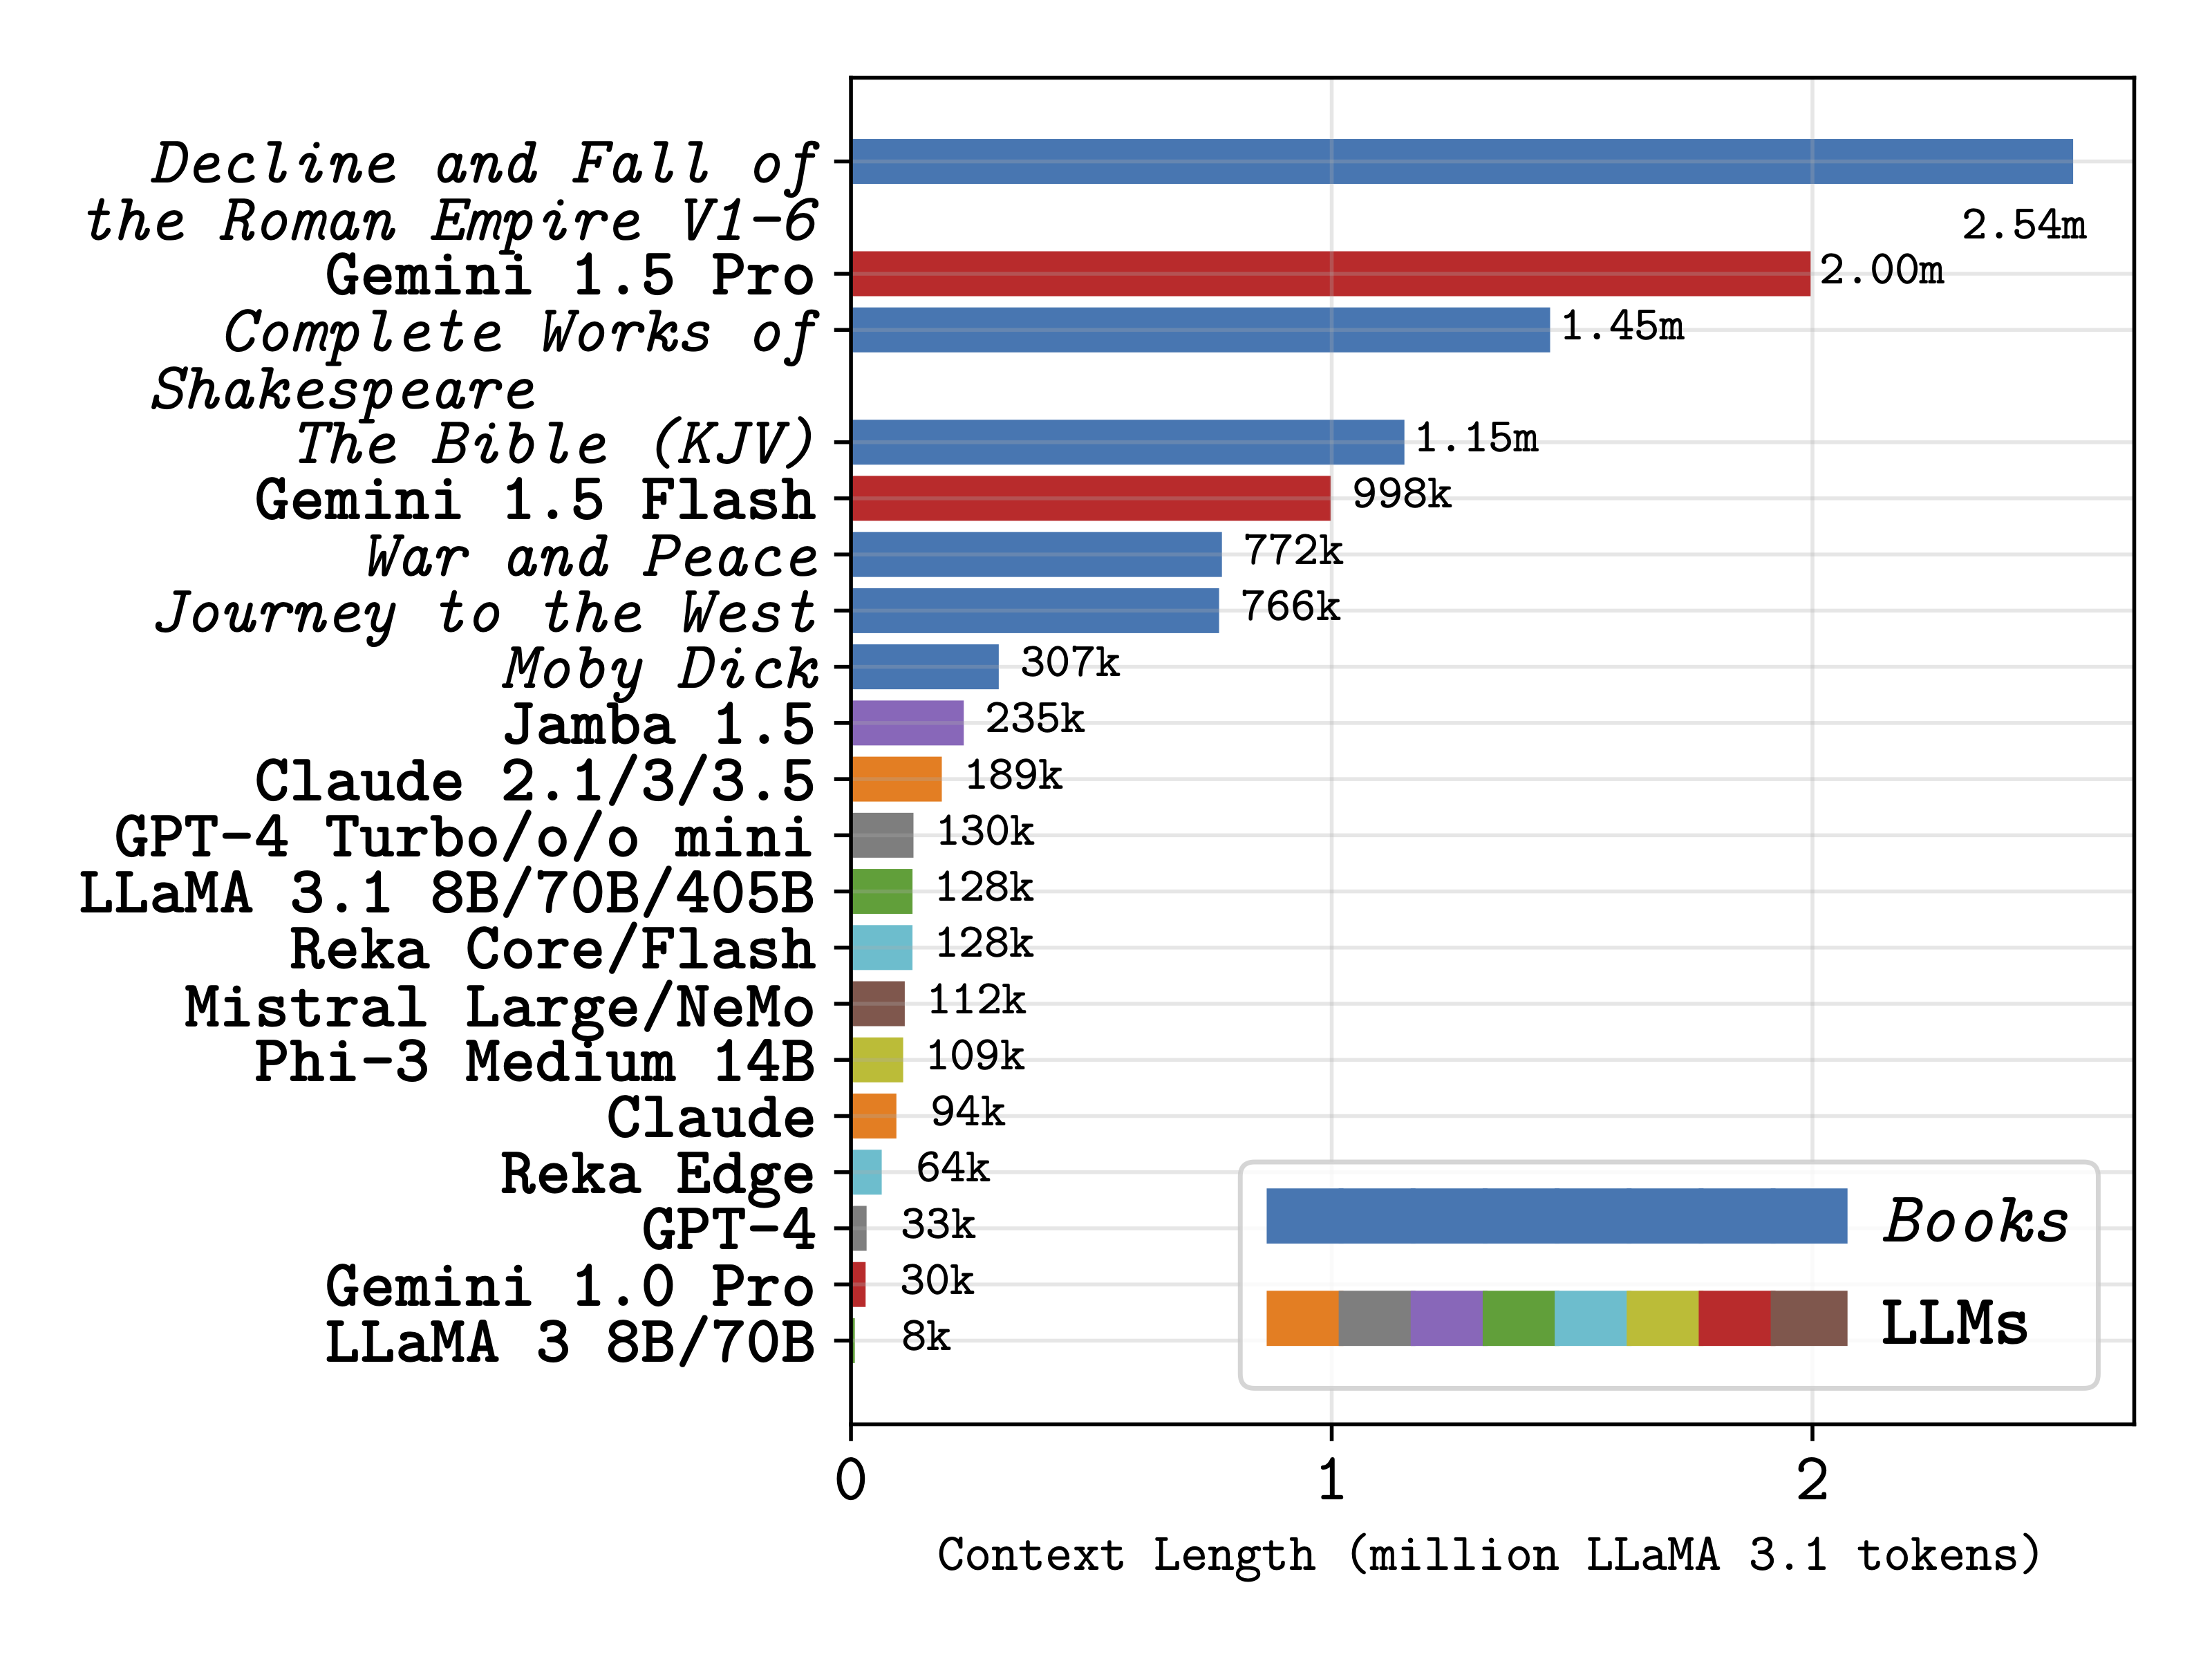 Decline and Fall of
the Roman Empire V1-6
2.54m
Gemini 1.5 Pro
2.00m
Complete Works of
Shakespeare
1.45m
The Bible (KJV)
1.15m
Gemini 1.5 Flash
998k
War and Peace
772k
Journey to the West
766k
Moby Dick
307k
Jamba 1.5
235k
Claude 2.1/3/3.5
189k
GPT-4 Turbo/o/o mini
130k
LLaMA 3.1 8B/70B/405B
128k
Reka Core/Flash
128k
Mistral Large/NeMo
112k
Phi-3 Medium 14B
109k
Claude
94k
Reka Edge
64k
GPT-4
33k
Gemini 1.0 Pro
30k
LLaMA 3 8B/70B
8k
Books
LLMs
0
1
2
Context Length (million LLaMA 3.1 tokens)